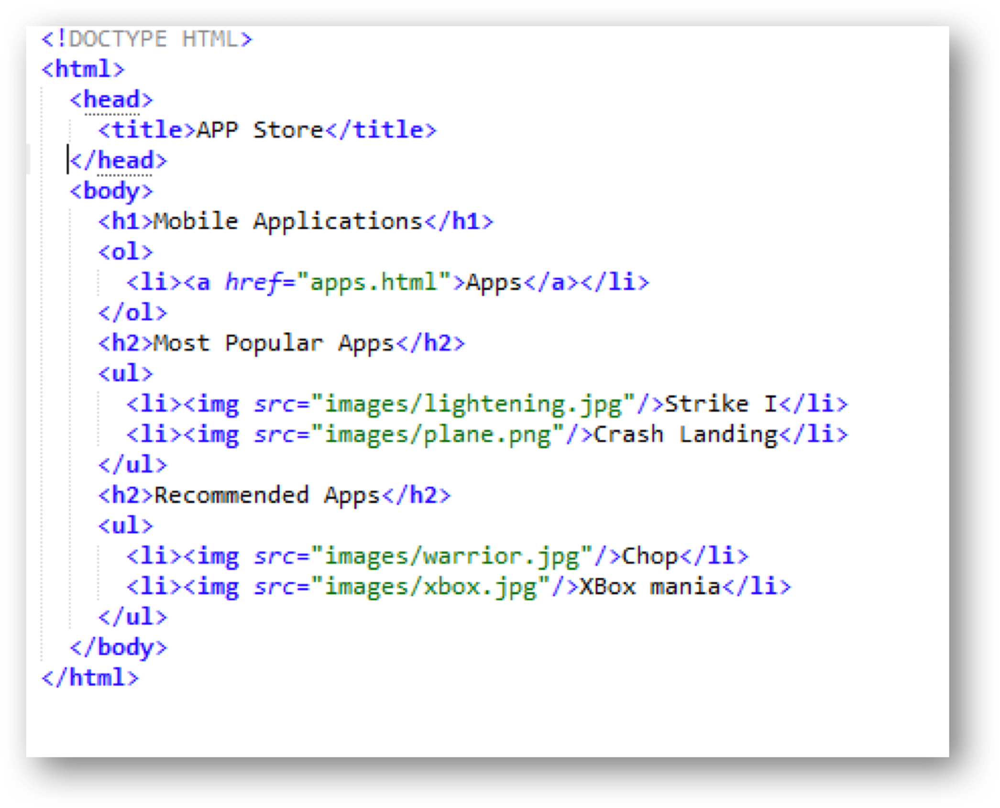 <!DOCTYPE HTML>
<html>
<head>
<title>APP Store</title>
</head>
<body>
<h1>Mobile Applications</h1>
<ol>
<li><a href="apps.html">Apps</a></li>
</ol>
<h2>Most Popular Apps</h2>
<ul>
<li><img src="images/lightening.jpg"/>Strike I</li>
<li><img src="images/plane.png"/>Crash Landing</li>
</ul>
<h2>Recommended Apps</h2>
<ul>
<li><img src="images/warrior.jpg"/>Chop</li>
<li><img src="images/xbox.jpg"/>XBox mania</li>
</ul>
</body>
</html>